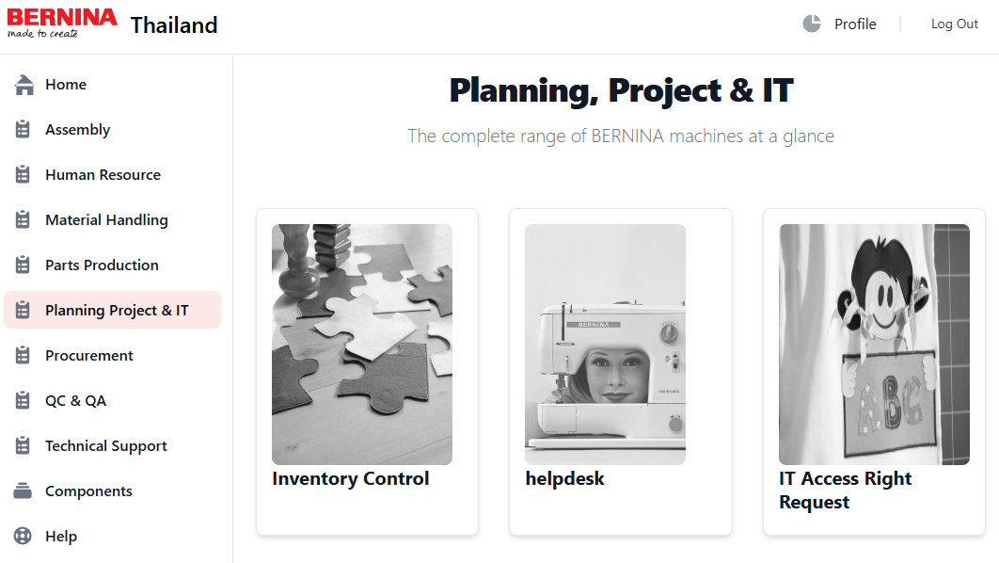 BERNINA
made to create
Thailand
Profile
Log Out
Home
Assembly
Human Resource
Material Handling
Parts Production
Planning Project & IT
Procurement
QC & QA
Technical Support
Components
Help
Planning, Project & IT
The complete range of BERNINA machines at a glance
BERNINA
Inventory Control
helpdesk
ABC
IT Access Right
Request